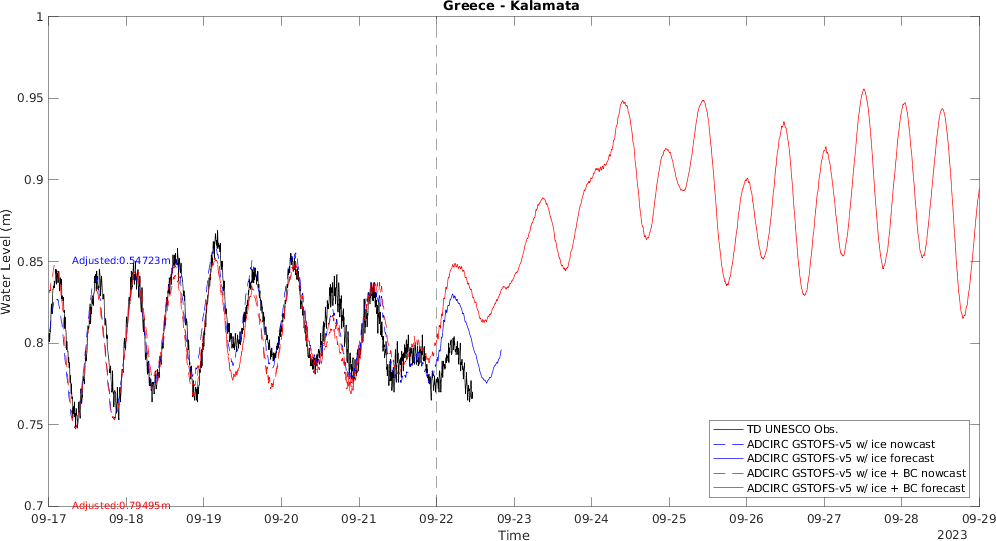 Greece - Kalamata
Water Level (m)
1
0.95
0.9
0.85
0.8
0.75
0.7
Adjusted:0.54723m
Adjusted:0.79495m
TD UNESCO Obs.
ADCIRC GSTOFS-v5 w/ ice nowcast
ADCIRC GSTOFS-v5 w/ ice forecast
ADCIRC GSTOFS-v5 w/ ice + BC nowcast
ADCIRC GSTOFS-v5 w/ ice + BC forecast
09-17 09-18 09-19 09-20 09-21 09-22 09-23 09-24 09-25 09-26 09-27 09-28 09-29
Time
2023